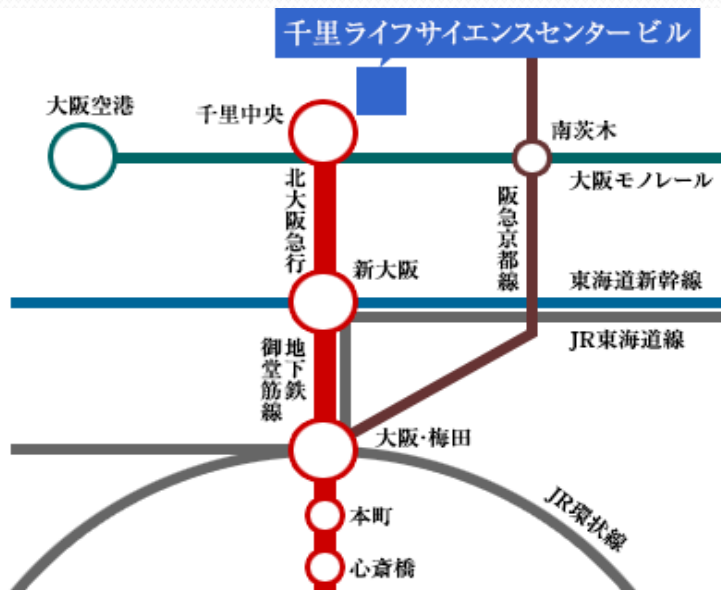 千里ライフサイエンスセンタービル
大阪空港
千里中央
南茨木
大阪モノレール
北大阪急行
阪急京都線
新大阪
東海道新幹線
JR東海道線
地下鉄
御堂筋線
大阪・梅田
JR環状線
本町
心斎橋